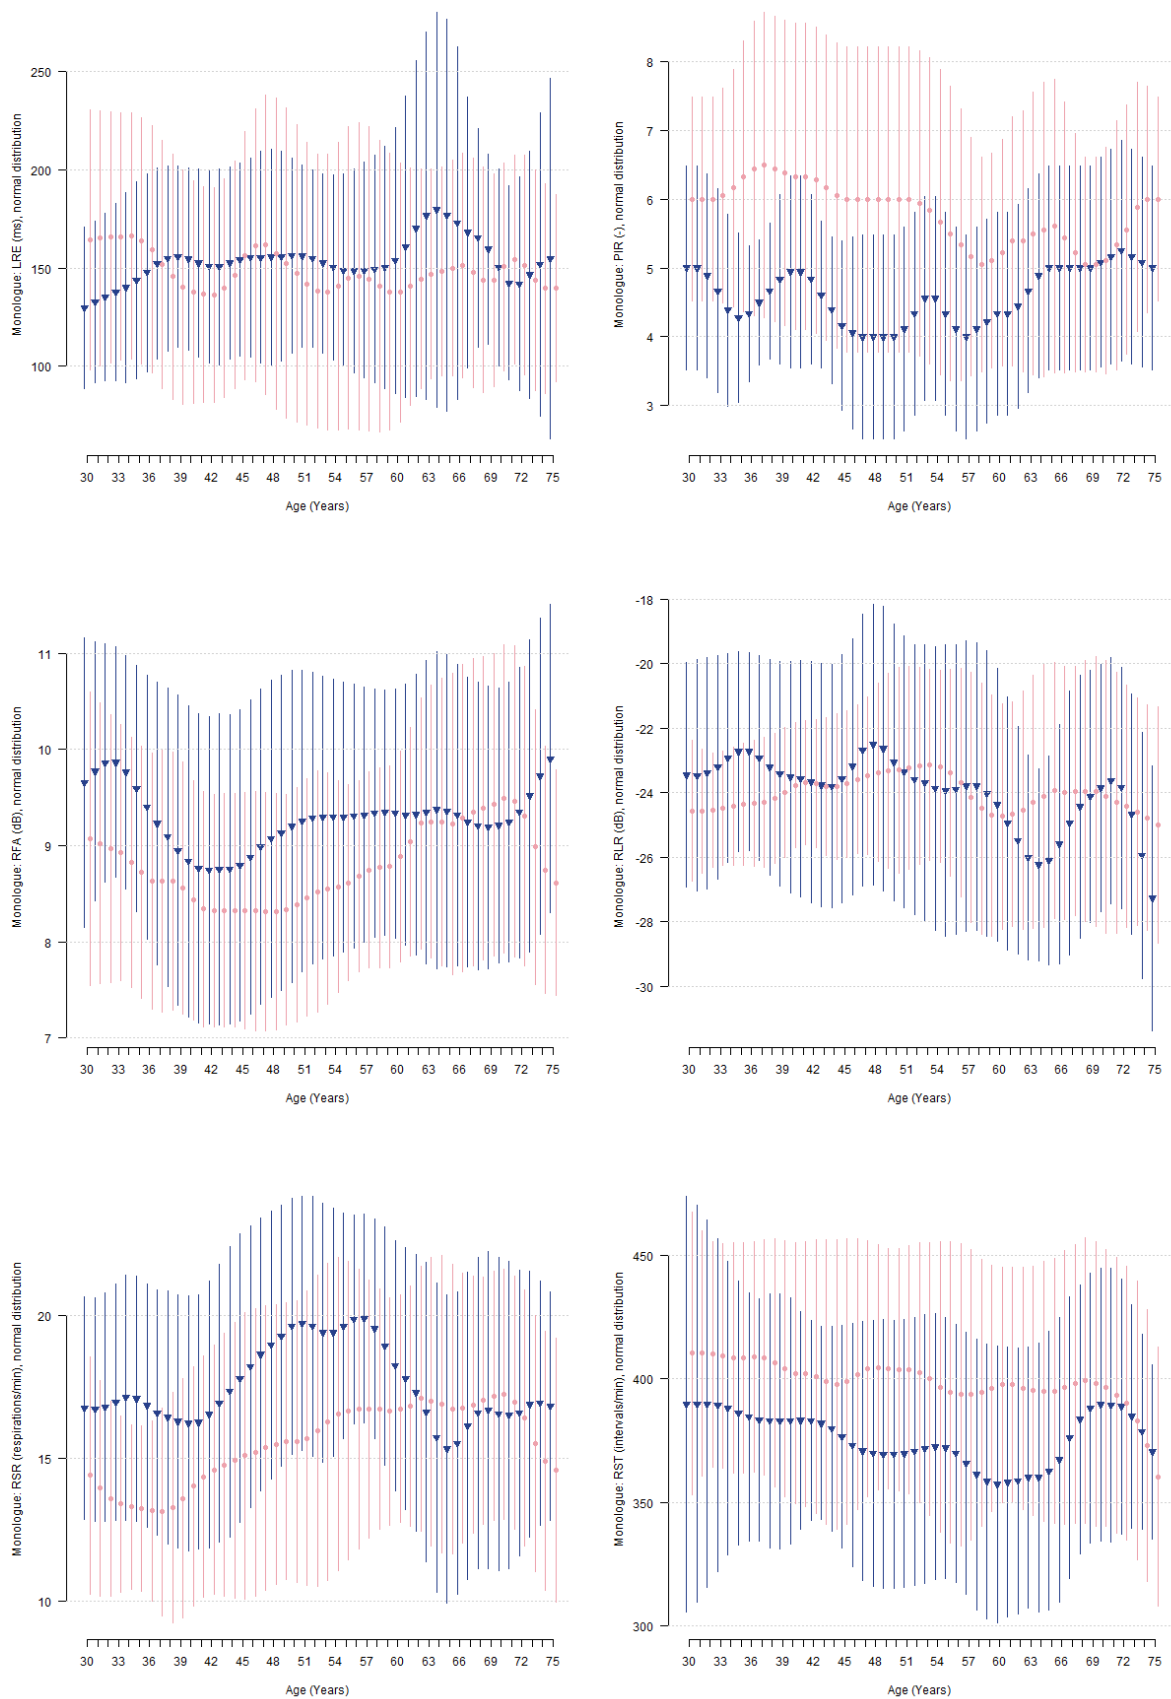 Monologue: LRE (ms), normal distribution
250
200
150
100
30 33 36 39 42 45 48 51 54 57 60 63 66 69 72 75
Age (Years)
Monologue: PIR (-), normal distribution
8
7
6
5
4
3
30 33 36 39 42 45 48 51 54 57 60 63 66 69 72 75
Age (Years)
Monologue: RFA (dB), normal distribution
11
10
9
8
7
30 33 36 39 42 45 48 51 54 57 60 63 66 69 72 75
Age (Years)
Monologue: RLR (dB), normal distribution
-18
-20
-22
-24
-26
-28
-30
30 33 36 39 42 45 48 51 54 57 60 63 66 69 72 75
Age (Years)
Monologue: RSR (respirations/min), normal distribution
20
15
10
30 33 36 39 42 45 48 51 54 57 60 63 66 69 72 75
Age (Years)
Monologue: RST (intervals/min), normal distribution
450
400
350
300
30 33 36 39 42 45 48 51 54 57 60 63 66 69 72 75
Age (Years)